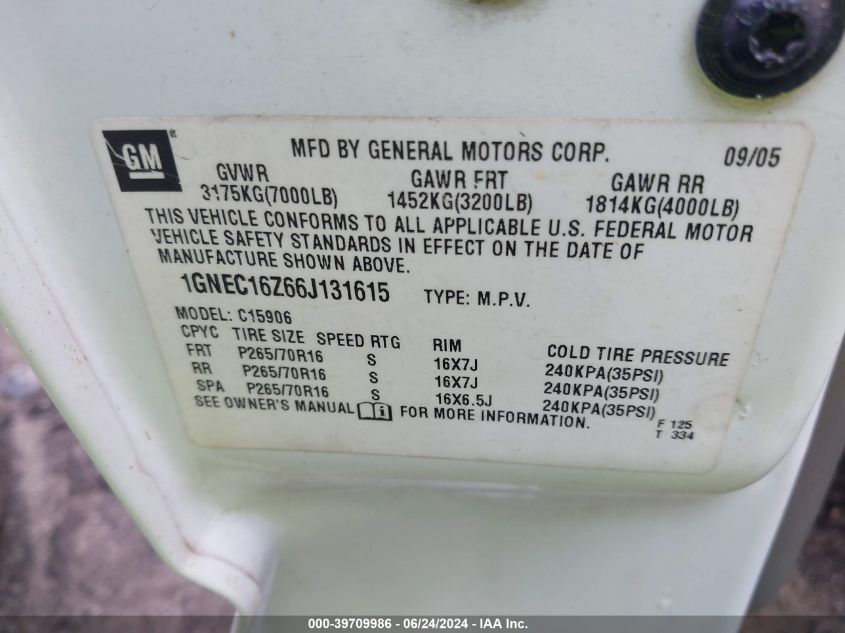 GM ®
MFD BY GENERAL MOTORS CORP. 09/05
GVWR GAWR FRT GAWR RR
3175KG(7000LB) 1452KG(3200LB) 1814KG(4000LB)
THIS VEHICLE CONFORMS TO ALL APPLICABLE U.S. FEDERAL MOTOR
VEHICLE SAFETY STANDARDS IN EFFECT ON THE DATE OF
MANUFACTURE SHOWN ABOVE.
1GNEC16Z66J131615 TYPE: M.P.V.
MODEL: C15906
CPYC TIRE SIZE SPEED RTG RIM COLD TIRE PRESSURE
FRT P265/70R16 S 16X7J 240KPA(35PSI)
RR P265/70R16 S 16X7J 240KPA(35PSI)
SPA P265/70R16 S 16X6.5J 240KPA(35PSI)
SEE OWNER'S MANUAL FOR MORE INFORMATION.
F 125
T 334
000-39709986 - 06/24/2024 - IAA Inc.